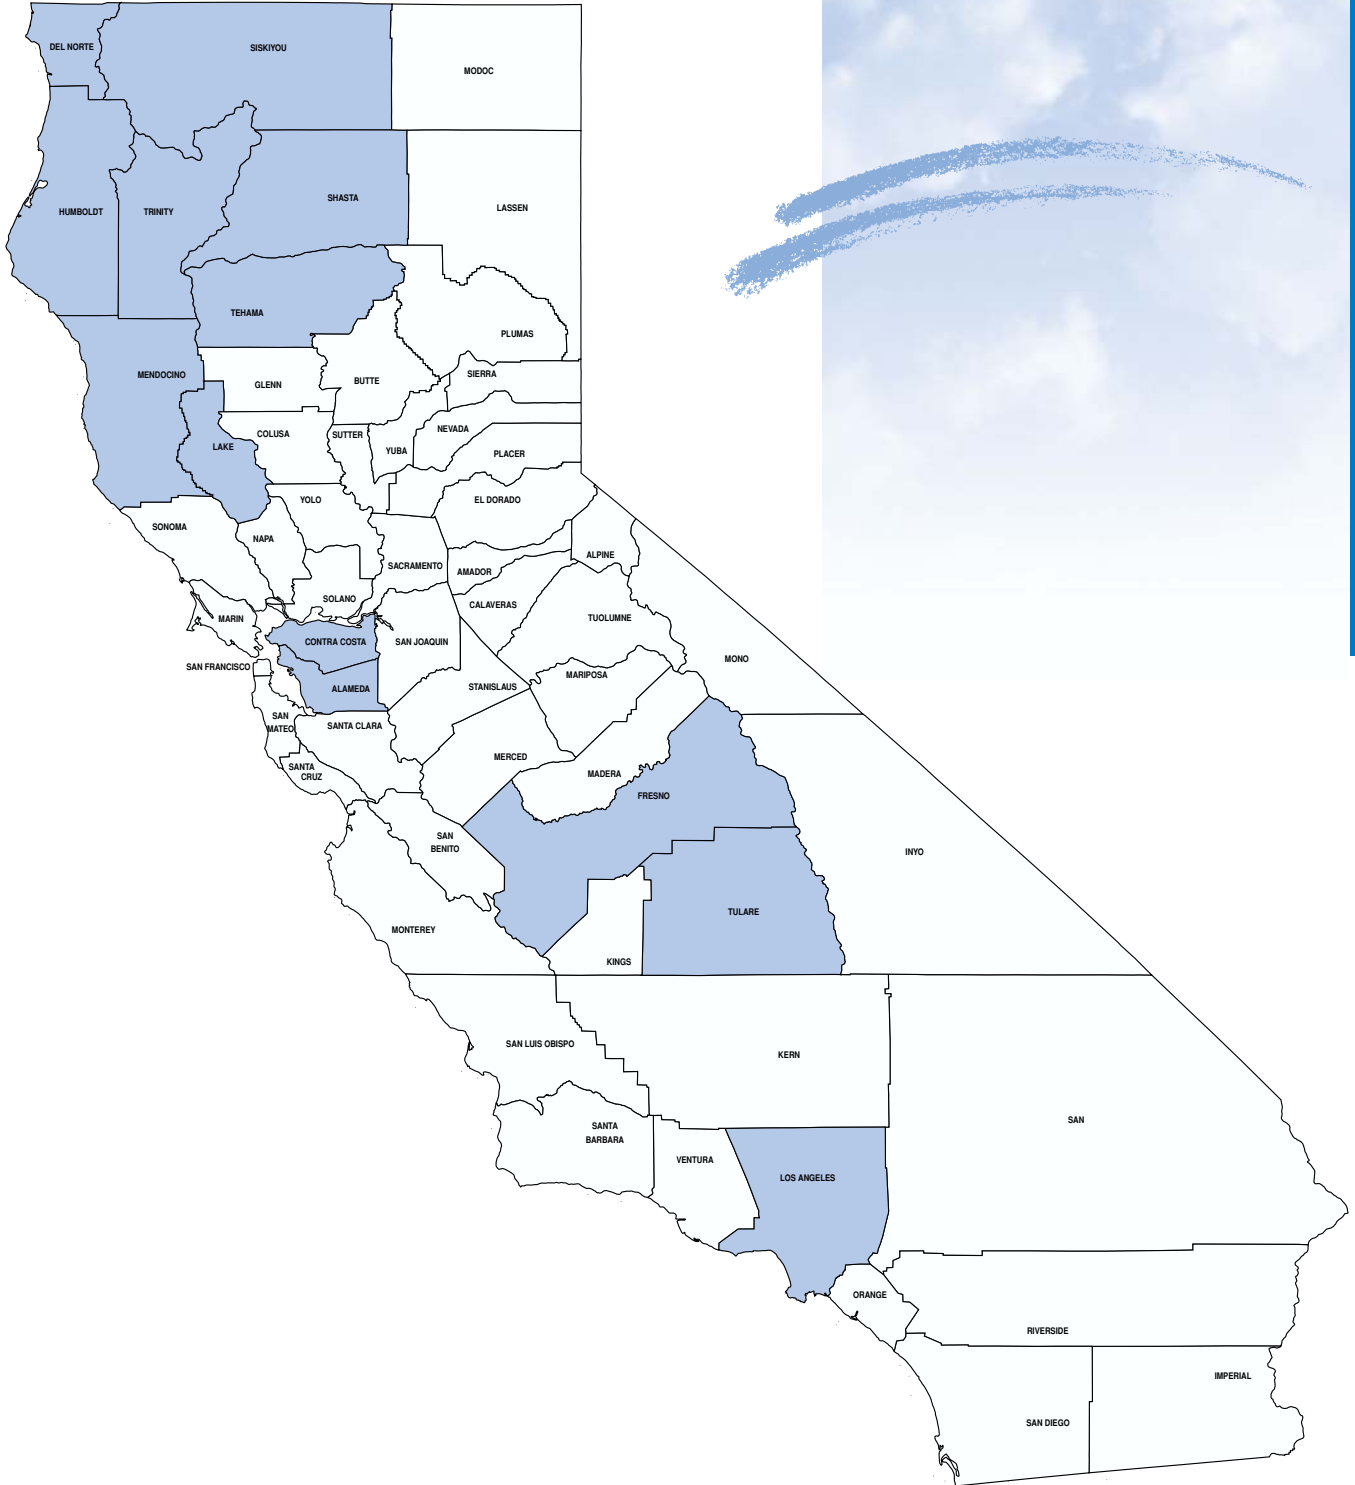 DEL NORTE
SISKIYOU
MODOC
HUMBOLDT
TRINITY
SHASTA
LASSEN
TEHAMA
PLUMAS
MENDOCINO
GLENN
BUTTE
SIERRA
LAKE
COLUSA
SUTTER
YUBA
NEVADA
PLACER
YOLO
EL DORADO
SONOMA
NAPA
SACRAMENTO
AMADOR
ALPINE
SOLANO
CALAVERAS
MARIN
TUOLUMNE
CONTRA COSTA
SAN JOAQUIN
SAN FRANCISCO
MONO
ALAMEDA
STANISLAUS
MARIPOSA
SAN
MATEO
SANTA CLARA
MERCED
SANTA
CRUZ
MADERA
FRESNO
SAN
BENITO
INYO
MONTEREY
TULARE
KINGS
SAN LUIS OBISPO
KERN
SANTA
BARBARA
SAN
VENTURA
LOS ANGELES
ORANGE
RIVERSIDE
IMPERIAL
SAN DIEGO